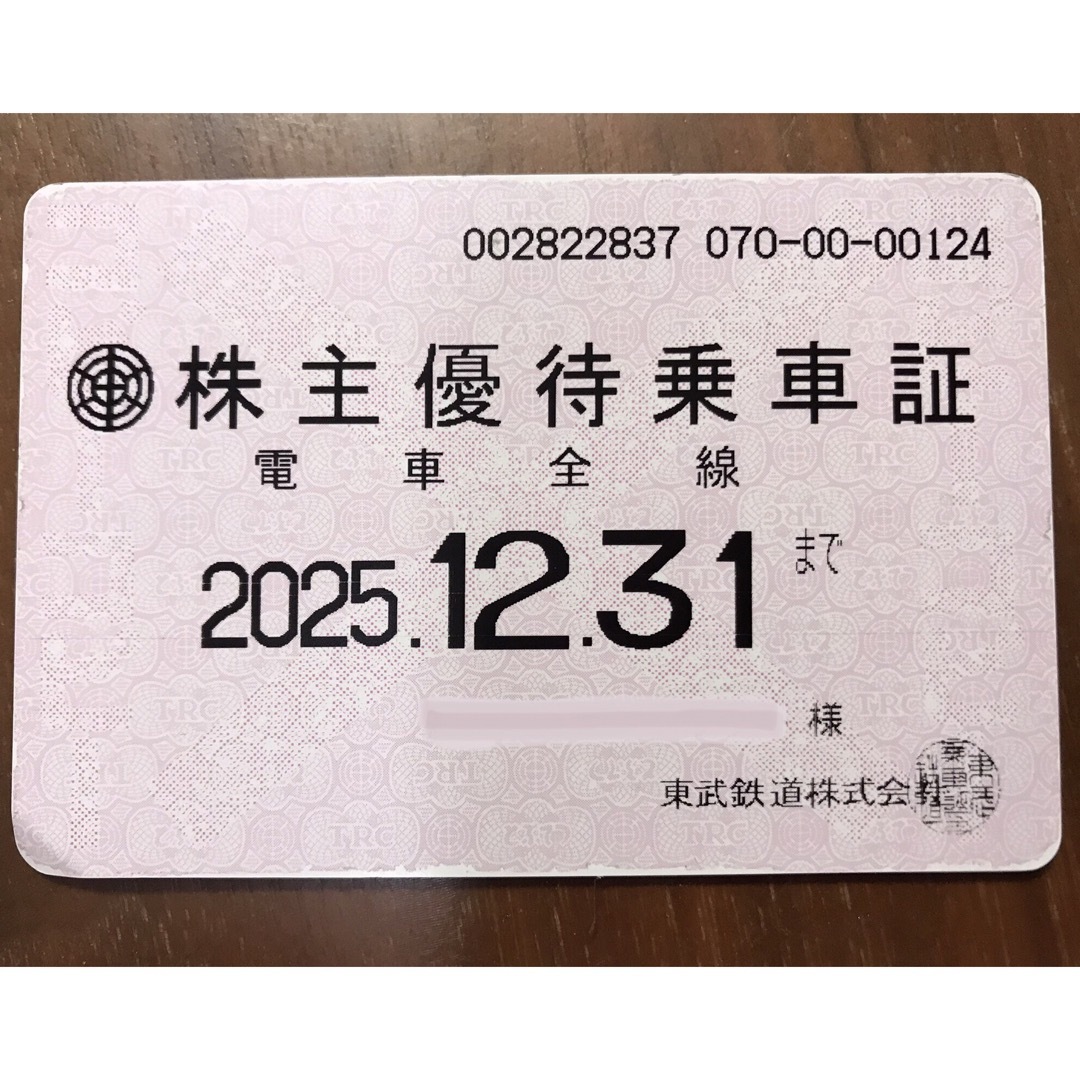 002822837 070-00-00124
株主優待乗車証
電車全線
2025.12.31まで
様
東武鉄道株式会社